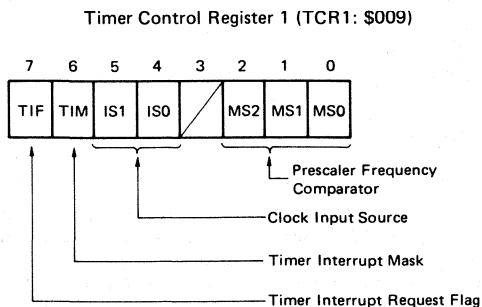 Timer Control Register 1 (TCR1: $009)
7 6 5 4 3 2 1 0
TIF TIM IS1 IS0 MS2 MS1 MS0
Prescaler Frequency
Comparator
Clock Input Source
Timer Interrupt Mask
Timer Interrupt Request Flag